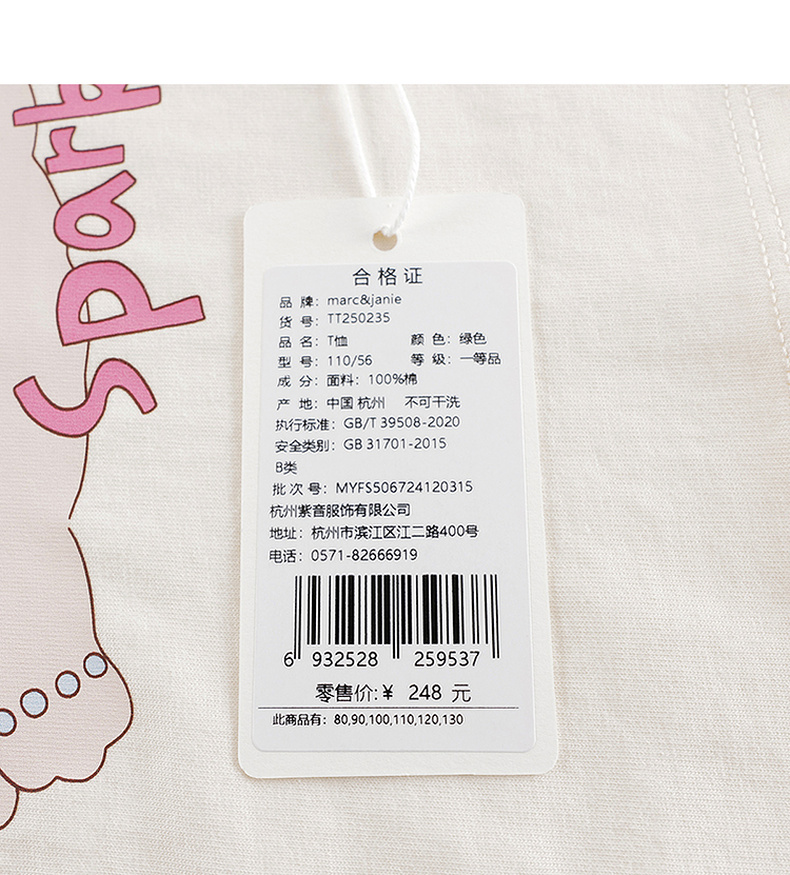 Spark
合格证
品 牌：marc&janie
货 号：TT250235
品 名：T恤 颜 色：绿色
型 号：110/56 等 级：一等品
成 分：面料：100%棉
产 地：中国 杭州 不可干洗
执行标准：GB/T 39508-2020
安全类别：GB 31701-2015
B类
批 次 号：MYFS506724120315
杭州紫音服饰有限公司
地址：杭州市滨江区江二路400号
电话：0571-82666919
6 932528 259537
零售价:¥ 248 元
此商品有：80,90,100,110,120,130